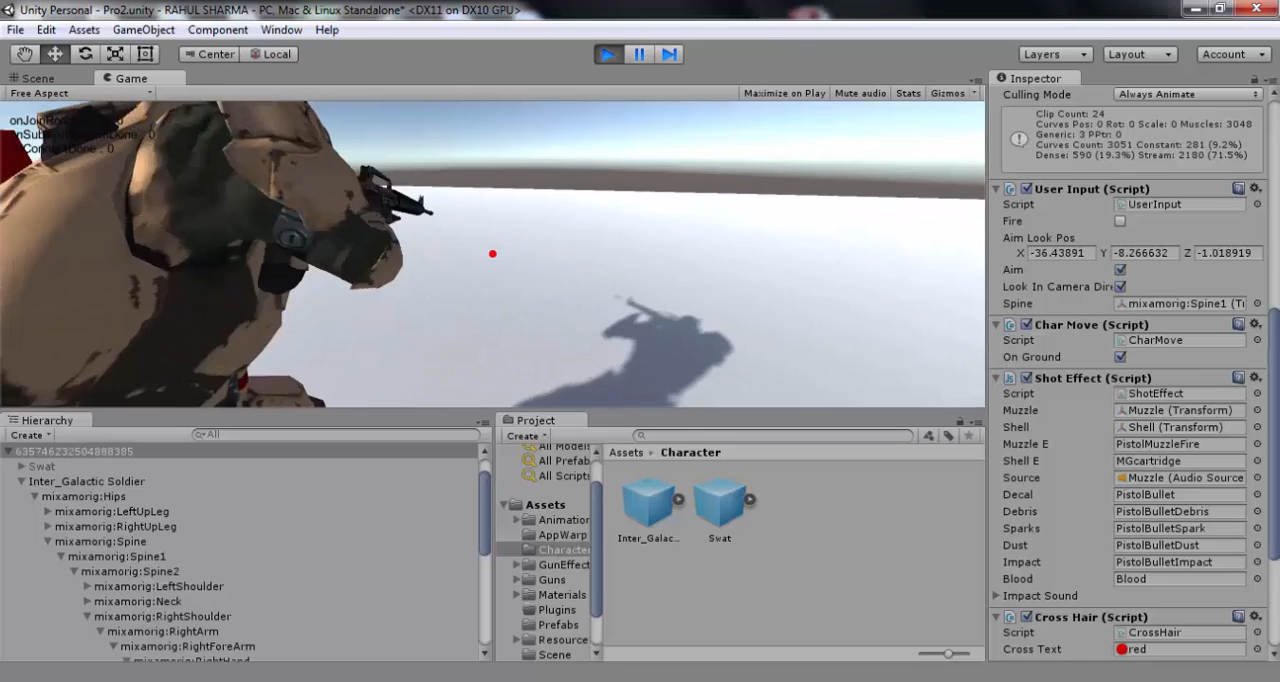 Unity Personal - Pro2.unity - RAHUL SHARMA - PC, Mac & Linux Standalone* <DX11 on DX10 GPU>
File Edit Assets GameObject Component Window Help
Center Local Layers Layout Account
Scene Game
Free Aspect Maximize on Play Mute audio Stats Gizmos
Inspector
Culling Mode Always Animate
Clip Count: 24
Curves Pos: 0 Rot: 0 Scale: 0 Muscles: 3048
Generic: 3 PPtr: 0
Curves Count: 3051 Constant: 281 (9.2%)
Dense: 590 (19.3%) Stream: 2180 (71.5%)
User Input (Script)
Script UserInput
Fire
Aim Look Pos
X -36.43891 Y -8.266632 Z -1.018919
Aim
Look In Camera Dir
Spine mixamorig:Spine1 (Ti
Char Move (Script)
Script CharMove
On Ground
Shot Effect (Script)
Script ShotEffect
Muzzle Muzzle (Transform)
Shell Shell (Transform)
Muzzle E PistolMuzzleFire
Shell E MGcartridge
Source Muzzle (Audio Source
Decal PistolBullet
Debris PistolBulletDebris
Sparks PistolBulletSpark
Dust PistolBulletDust
Impact PistolBulletImpact
Blood Blood
Impact Sound
Cross Hair (Script)
Script CrossHair
Cross Text red
Hierarchy
Create All
635746232504888385
Swat
Inter_Galactic Soldier
mixamorig:Hips
mixamorig:LeftUpLeg
mixamorig:RightUpLeg
mixamorig:Spine
mixamorig:Spine1
mixamorig:Spine2
mixamorig:LeftShoulder
mixamorig:Neck
mixamorig:RightShoulder
mixamorig:RightArm
mixamorig:RightForeArm
mixamorig:RightHand
Project
Create
All Models
All Prefab
All Scripts
Assets
Animation
AppWarp
Character
GunEffect
Guns
Materials
Plugins
Prefabs
Resource
Scene
Assets Character
Inter_Galac... Swat